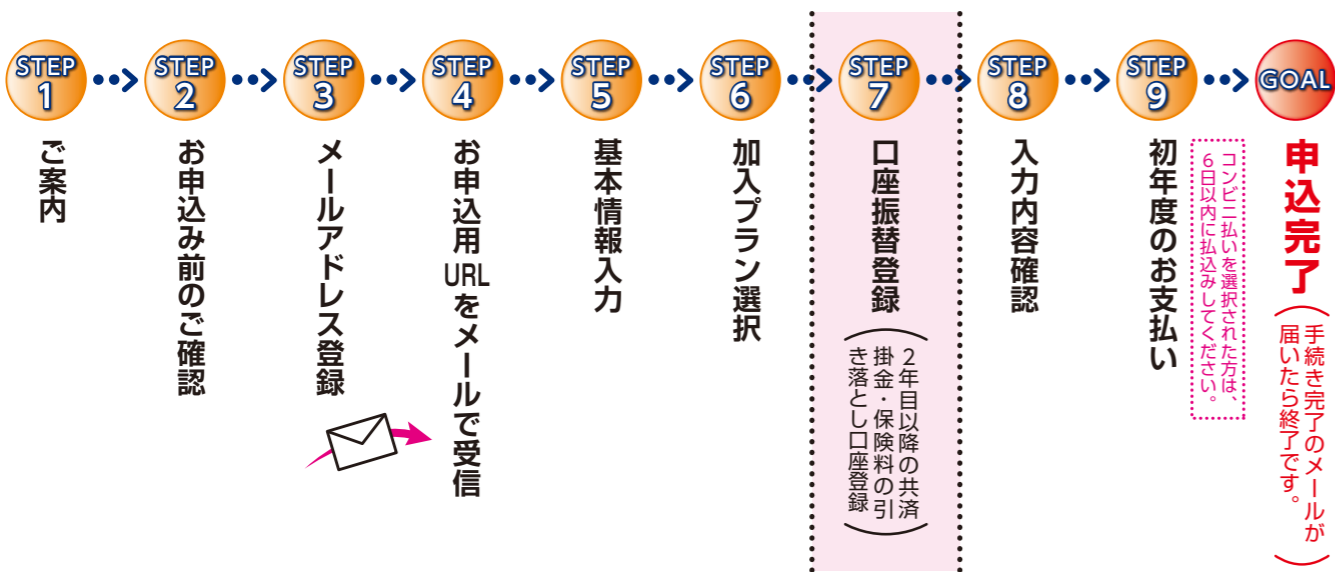 STEP
1
ご案内
STEP
2
お申込み前のご確認
STEP
3
メールアドレス登録
STEP
4
お申込用URLをメールで受信
STEP
5
基本情報入力
STEP
6
加入プラン選択
STEP
7
口座振替登録
(2年目以降の共済
掛金・保険料の引
き落とし口座登録)
STEP
8
入力内容確認
STEP
9
初年度のお支払い
コンビニ払いを選択された方は、
6日以内に払込みしてください。
GOAL
申込完了
(手続き完了のメールが
届いたら終了です。)